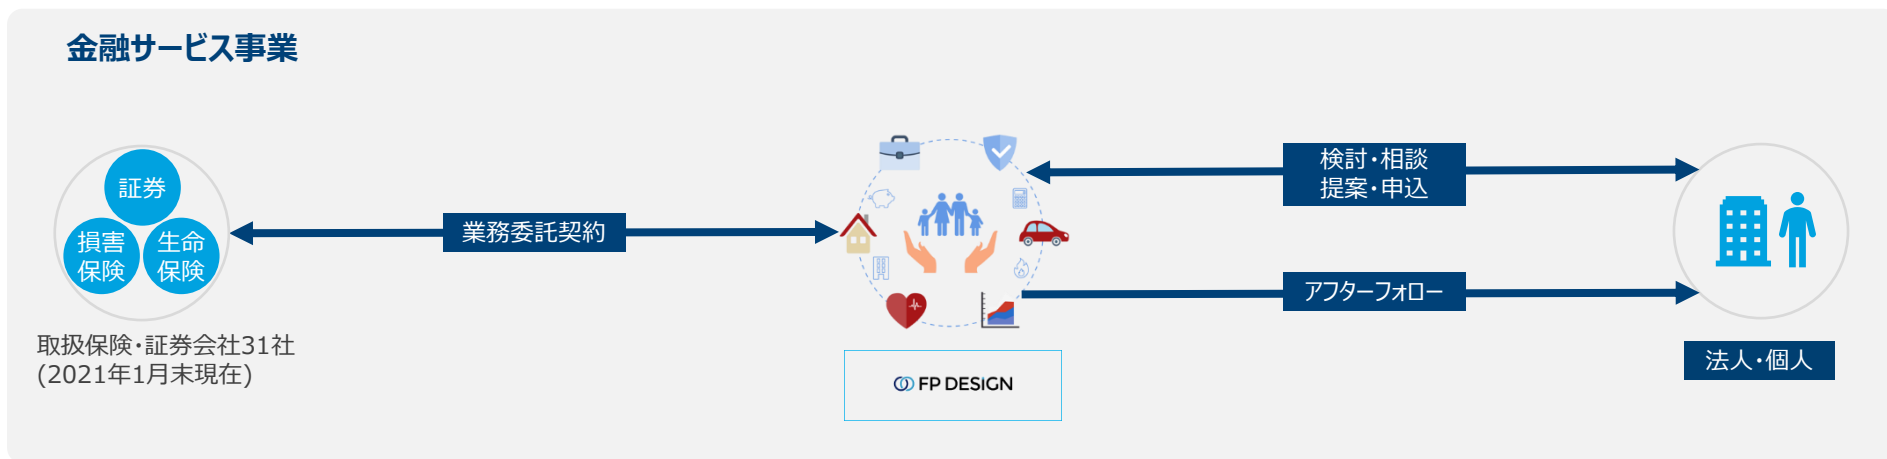 金融サービス事業
証券
損害
保険
生命
保険
取扱保険・証券会社31社
(2021年1月末現在)
業務委託契約
FP DESIGN
検討・相談
提案・申込
アフターフォロー
法人・個人